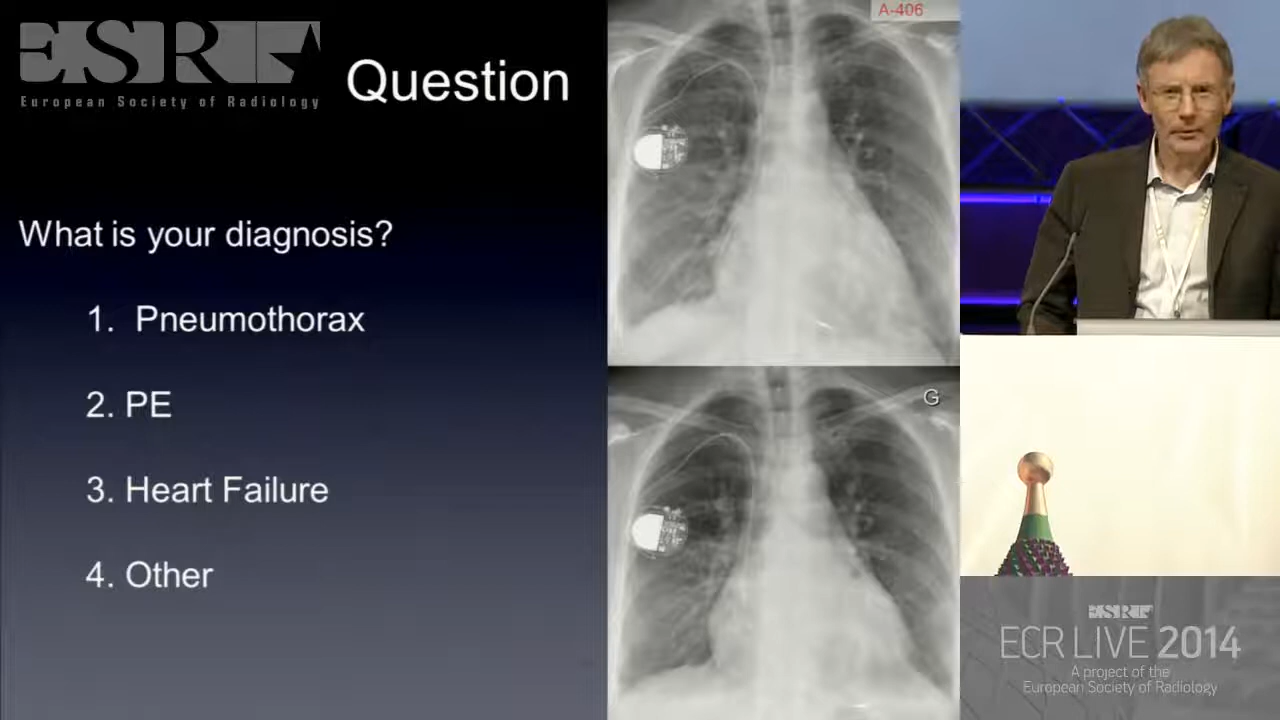 ESR
European Society of Radiology
Question
What is your diagnosis?
1. Pneumothorax
2. PE
3. Heart Failure
4. Other
A-406
G
ESR
ECR LIVE 2014
A project of the
European Society of Radiology